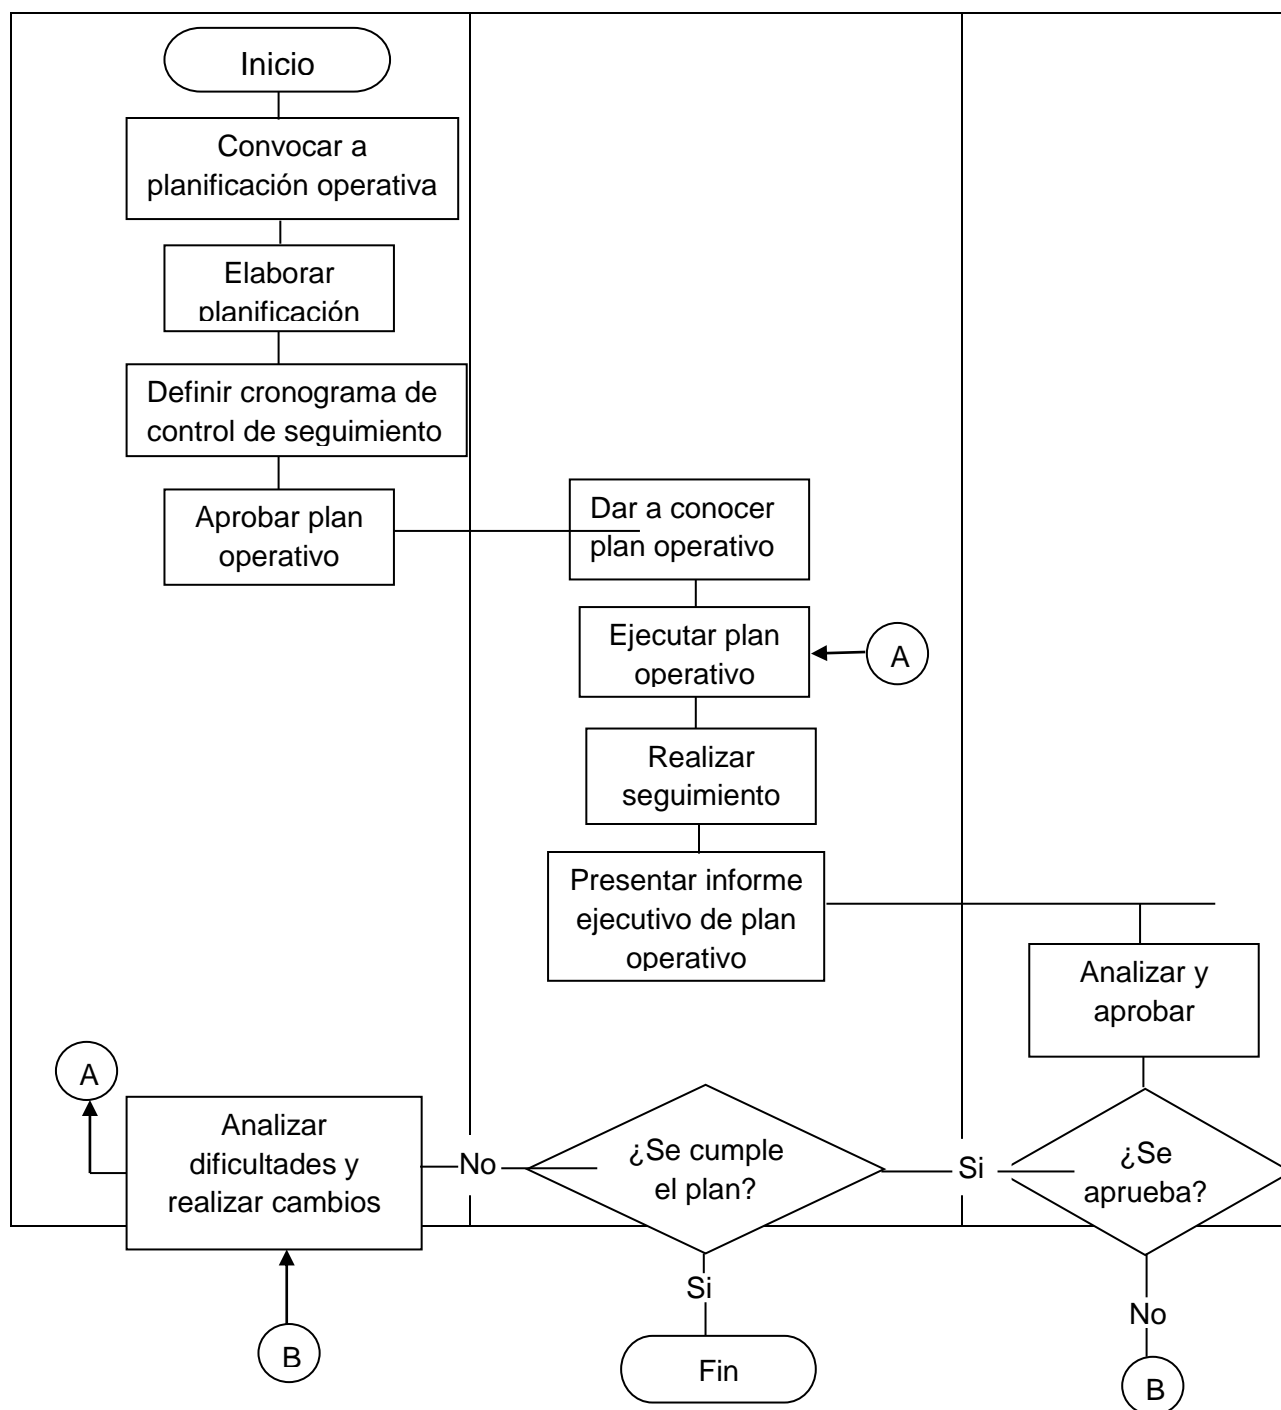 Inicio
Convocar a
planificación operativa
Elaborar
planificación
Definir cronograma de
control de seguimiento
Aprobar plan
operativo
Dar a conocer
plan operativo
Ejecutar plan
operativo
A
Realizar
seguimiento
Presentar informe
ejecutivo de plan
operativo
Analizar y
aprobar
A
Analizar
dificultades y
realizar cambios
No
¿Se cumple
el plan?
Si
¿Se
aprueba?
Si
No
B
Fin
B